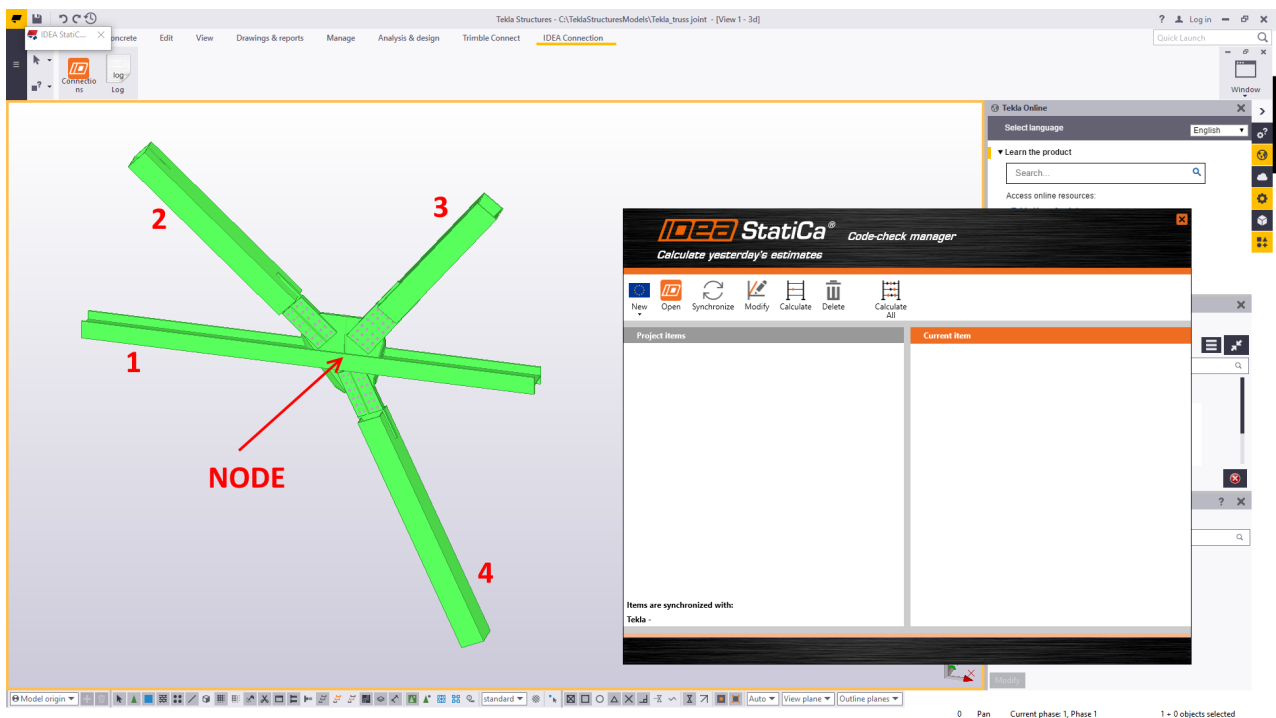 Tekla Structures - C:\TeklaStructuresModels\Tekla_truss joint - [View 1 - 3d]
? Login
IDEA StatiC...
oncrete Edit View Drawings & reports Manage Analysis & design Trimble Connect IDEA Connection
Quick Launch
Connectio
ns
log
Log
Window
Tekla Online
Select language English
Learn the product
Search...
Access online resources:
2
3
1
NODE
4
IDEA StatiCa® Code-check manager
Calculate yesterday's estimates
New Open Synchronize Modify Calculate Delete Calculate
All
Project items Current item
Items are synchronized with:
Tekla -
Modify
Model origin standard Auto View plane Outline planes
0 Pan Current phase: 1, Phase 1 1 + 0 objects selected